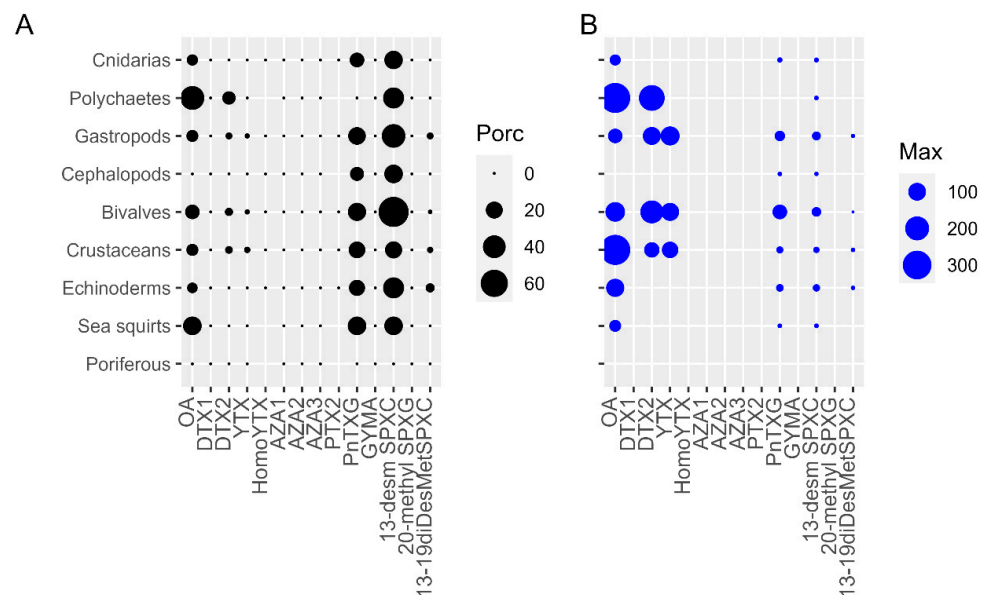 A
Cnidarias
Polychaetes
Gastropods
Cephalopods
Bivalves
Crustaceans
Echinoderms
Sea squirts
Poriferous
OA
DTX1
DTX2
YTX
HomoYTX
AZA1
AZA2
AZA3
PTX2
PnTXG
GYMA
13-desm SPXC
20-methyl SPXG
13-19diDesMetSPXC
Porc
0
20
40
60
B
OA
DTX1
DTX2
YTX
HomoYTX
AZA1
AZA2
AZA3
PTX2
PnTXG
GYMA
13-desm SPXC
20-methyl SPXG
13-19diDesMetSPXC
Max
100
200
300